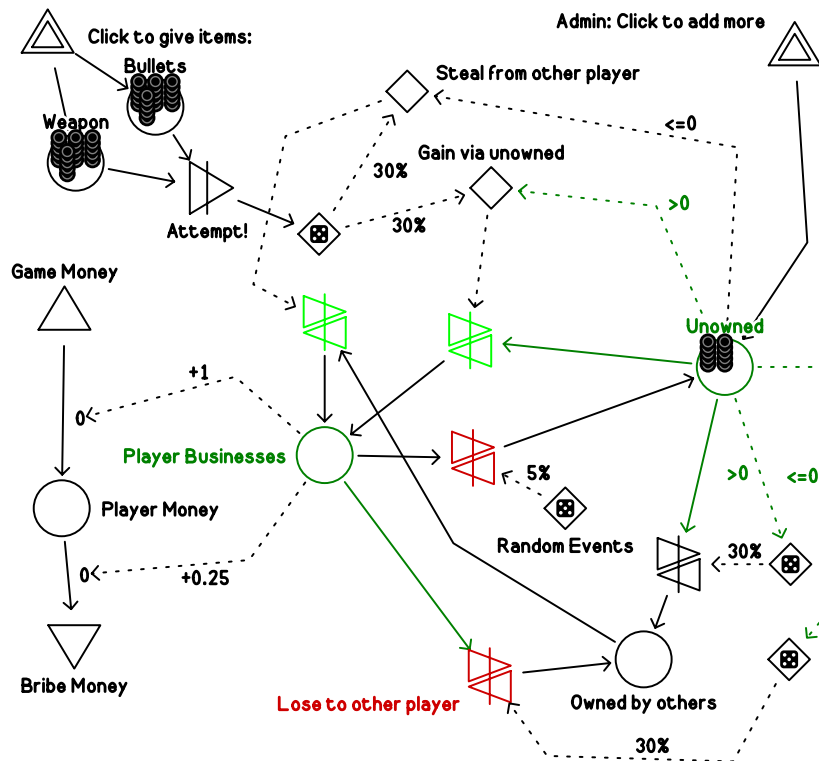 Admin: Click to add more
Click to give items:
Bullets
Steal from other player
Weapon
<=0
Gain via unowned
30%
30%
>0
Attempt!
Game Money
Unowned
+1
0
Player Businesses
>0
<=0
5%
Player Money
Random Events
30%
0
+0.25
Bribe Money
Lose to other player
Owned by others
30%